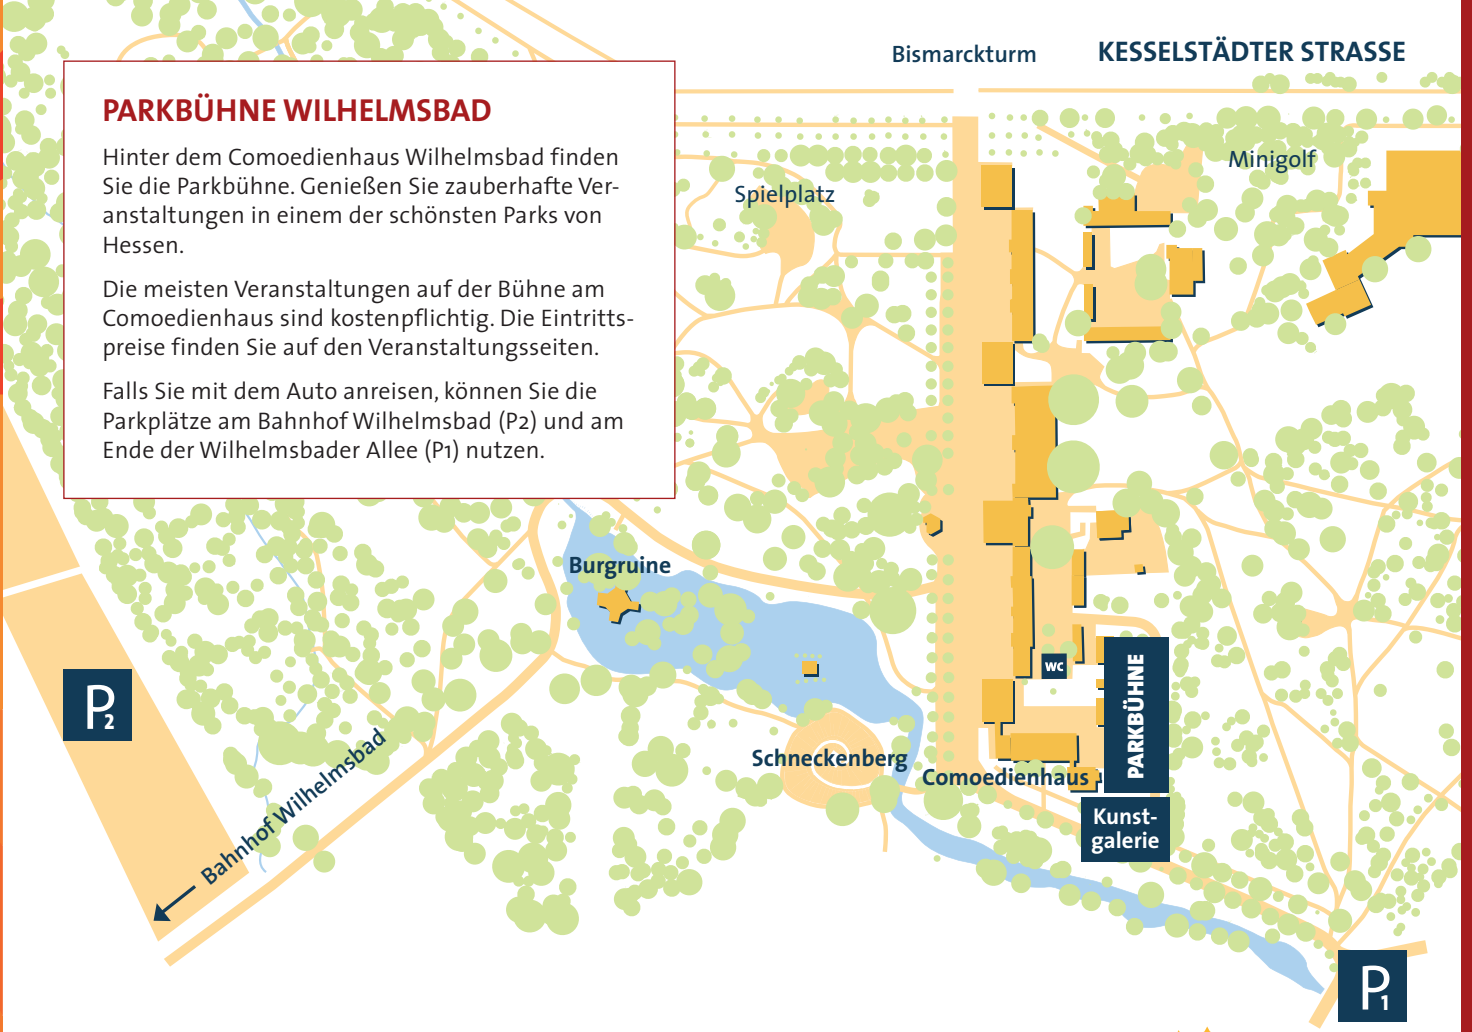 Bismarckturm
KESSELSTÄDTER STRASSE
PARKBÜHNE WILHELMSBAD
Hinter dem Comoedienhaus Wilhelmsbad finden
Sie die Parkbühne. Genießen Sie zauberhafte Ver-
anstaltungen in einem der schönsten Parks von
Hessen.
Die meisten Veranstaltungen auf der Bühne am
Comoedienhaus sind kostenpflichtig. Die Eintritts-
preise finden Sie auf den Veranstaltungsseiten.
Falls Sie mit dem Auto anreisen, können Sie die
Parkplätze am Bahnhof Wilhelmsbad (P2) und am
Ende der Wilhelmsbader Allee (P1) nutzen.
Minigolf
Spielplatz
Burgruine
WC
PARKBÜHNE
P2
Bahnhof Wilhelmsbad
Schneckenberg
Comoedienhaus
Kunst-
galerie
P1